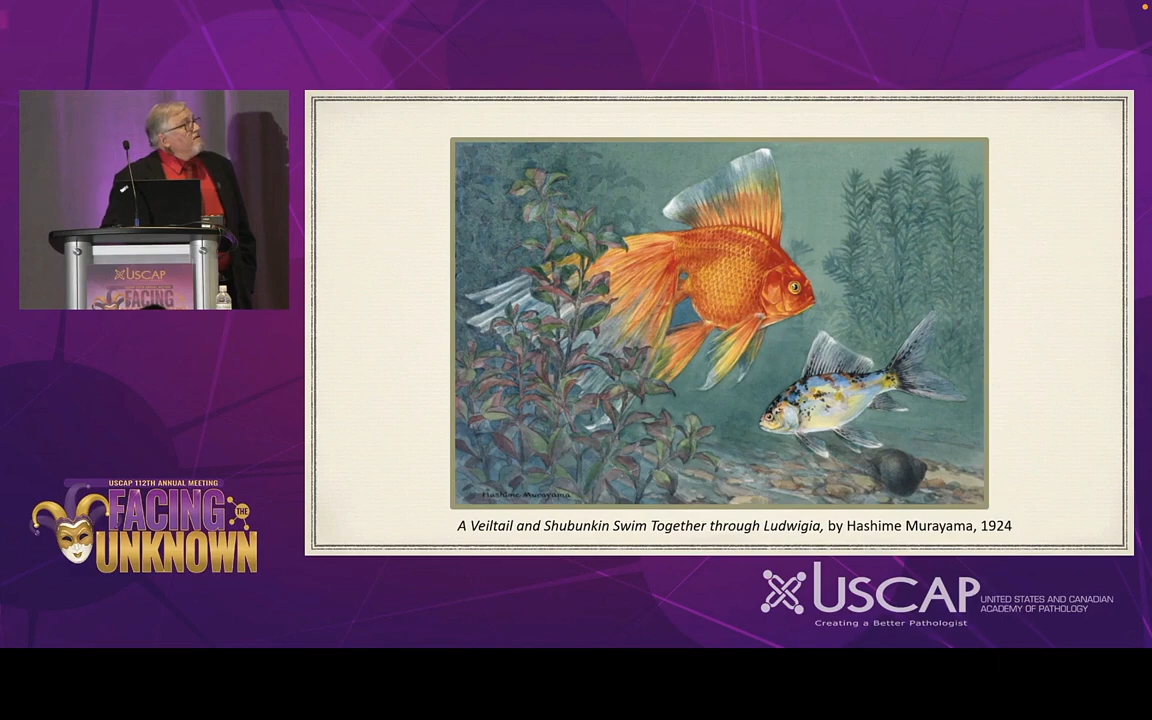 USCAP
FACING
Hashime Murayama
A Veiltail and Shubunkin Swim Together through Ludwigia, by Hashime Murayama, 1924
USCAP 112TH ANNUAL MEETING
FACING THE
UNKNOWN
USCAP UNITED STATES AND CANADIAN
ACADEMY OF PATHOLOGY
Creating a Better Pathologist